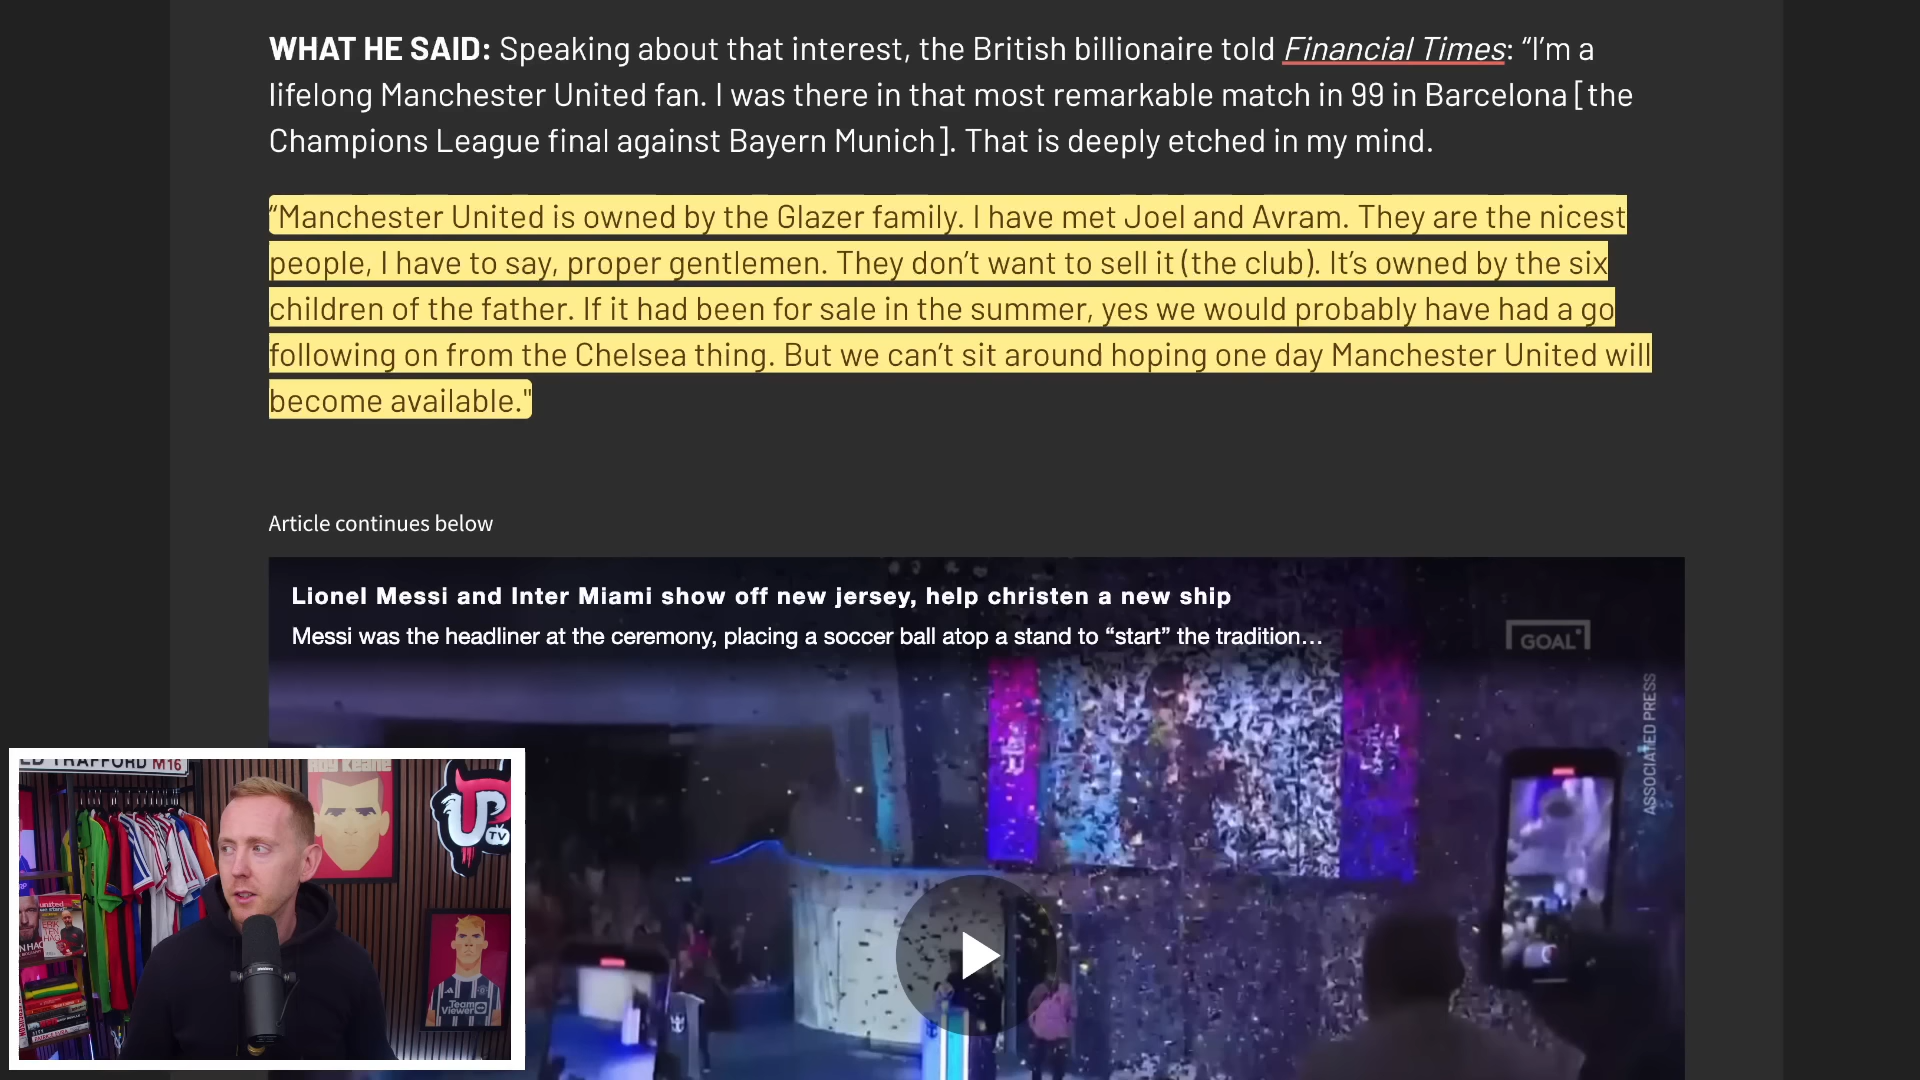 WHAT HE SAID: Speaking about that interest, the British billionaire told Financial Times: “I’m a
lifelong Manchester United fan. I was there in that most remarkable match in 99 in Barcelona [the
Champions League final against Bayern Munich]. That is deeply etched in my mind.
“Manchester United is owned by the Glazer family. I have met Joel and Avram. They are the nicest
people, I have to say, proper gentlemen. They don’t want to sell it (the club). It’s owned by the six
children of the father. If it had been for sale in the summer, yes we would probably have had a go
following on from the Chelsea thing. But we can’t sit around hoping one day Manchester United will
become available."
Article continues below
Lionel Messi and Inter Miami show off new jersey, help christen a new ship
Messi was the headliner at the ceremony, placing a soccer ball atop a stand to “start” the tradition…
GOAL
ASSOCIATED PRESS
TRAFFORD M16
ROY KEANE
TV
united
Team
Viewer